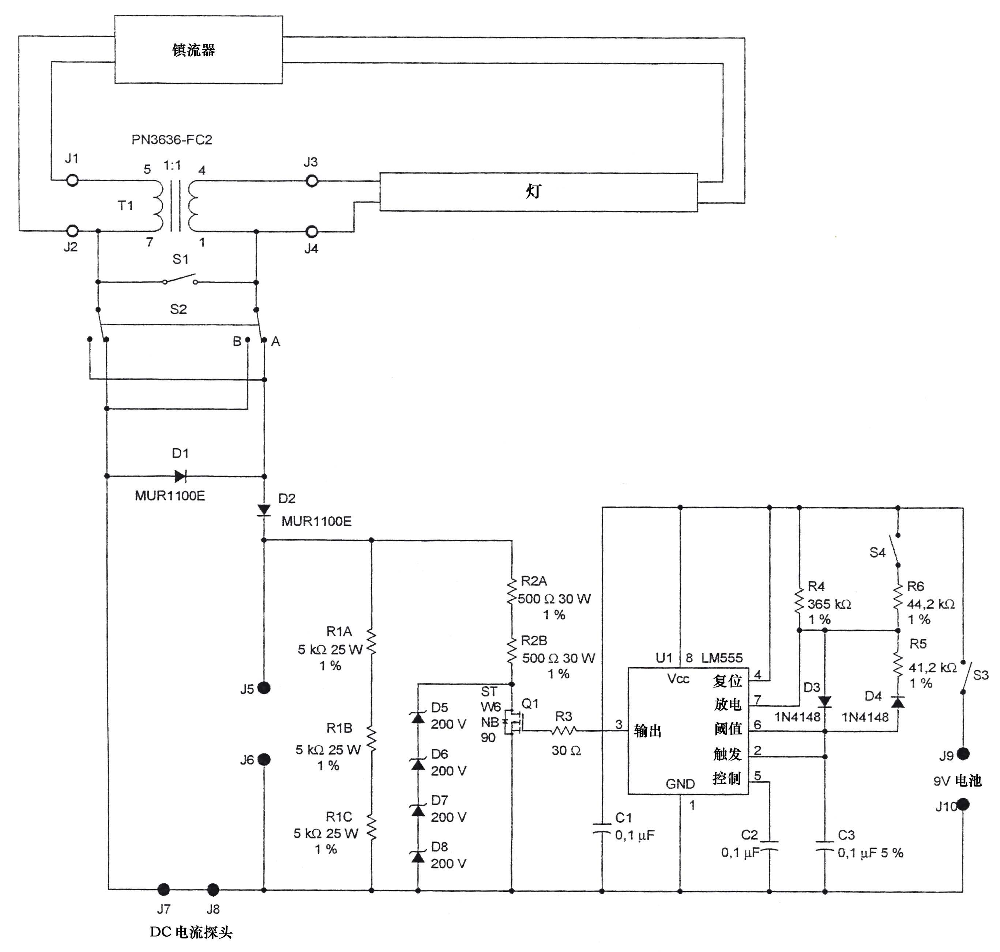 镇流器
PN3636-FC2
J1
5
1:1
4
J3
T1
灯
J2
7
1
J4
S1
S2
B
A
D1
MUR1100E
D2
MUR1100E
S4
R2A
500 Ω 30 W
1 %
R4
365 kΩ
1 %
R6
44,2 kΩ
1 %
R1A
5 kΩ 25 W
1 %
R2B
500 Ω 30 W
1 %
R5
41,2 kΩ
1 %
S3
U1
8
LM555
Vcc
复位
4
放电
7
阈值
6
触发
2
控制
5
输出
3
GND
1
D3
1N4148
D4
1N4148
J5
J6
ST
W6
NB
90
Q1
R3
30 Ω
D5
200 V
D6
200 V
D7
200 V
D8
200 V
R1B
5 kΩ 25 W
1 %
R1C
5 kΩ 25 W
1 %
J9
9V 电池
J10
C1
0,1 μF
C2
0,1 μF
C3
0,1 μF 5 %
J7
J8
DC 电流探头